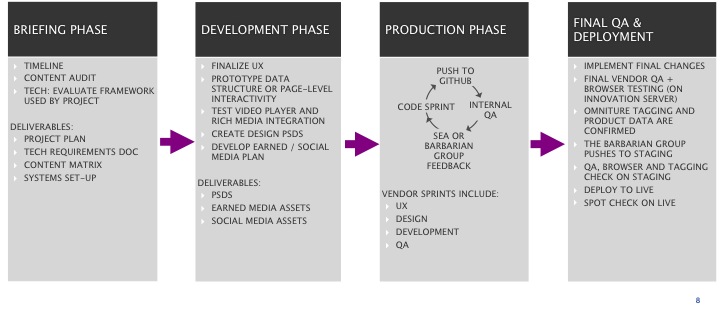 BRIEFING PHASE
TIMELINE
CONTENT AUDIT
TECH: EVALUATE FRAMEWORK
USED BY PROJECT
DELIVERABLES:
PROJECT PLAN
TECH REQUIREMENTS DOC
CONTENT MATRIX
SYSTEMS SET-UP
DEVELOPMENT PHASE
FINALIZE UX
PROTOTYPE DATA
STRUCTURE OR PAGE-LEVEL
INTERACTIVITY
TEST VIDEO PLAYER AND
RICH MEDIA INTEGRATION
CREATE DESIGN PSDS
DEVELOP EARNED / SOCIAL
MEDIA PLAN
DELIVERABLES:
PSDS
EARNED MEDIA ASSETS
SOCIAL MEDIA ASSETS
PRODUCTION PHASE
PUSH TO
GITHUB
CODE SPRINT
INTERNAL
QA
SEA OR
BARBARIAN
GROUP
FEEDBACK
VENDOR SPRINTS INCLUDE:
UX
DESIGN
DEVELOPMENT
QA
FINAL QA &
DEPLOYMENT
IMPLEMENT FINAL CHANGES
FINAL VENDOR QA +
BROWSER TESTING (ON
INNOVATION SERVER)
OMNITURE TAGGING AND
PRODUCT DATA ARE
CONFIRMED
THE BARBARIAN GROUP
PUSHES TO STAGING
QA, BROWSER AND TAGGING
CHECK ON STAGING
DEPLOY TO LIVE
SPOT CHECK ON LIVE
8